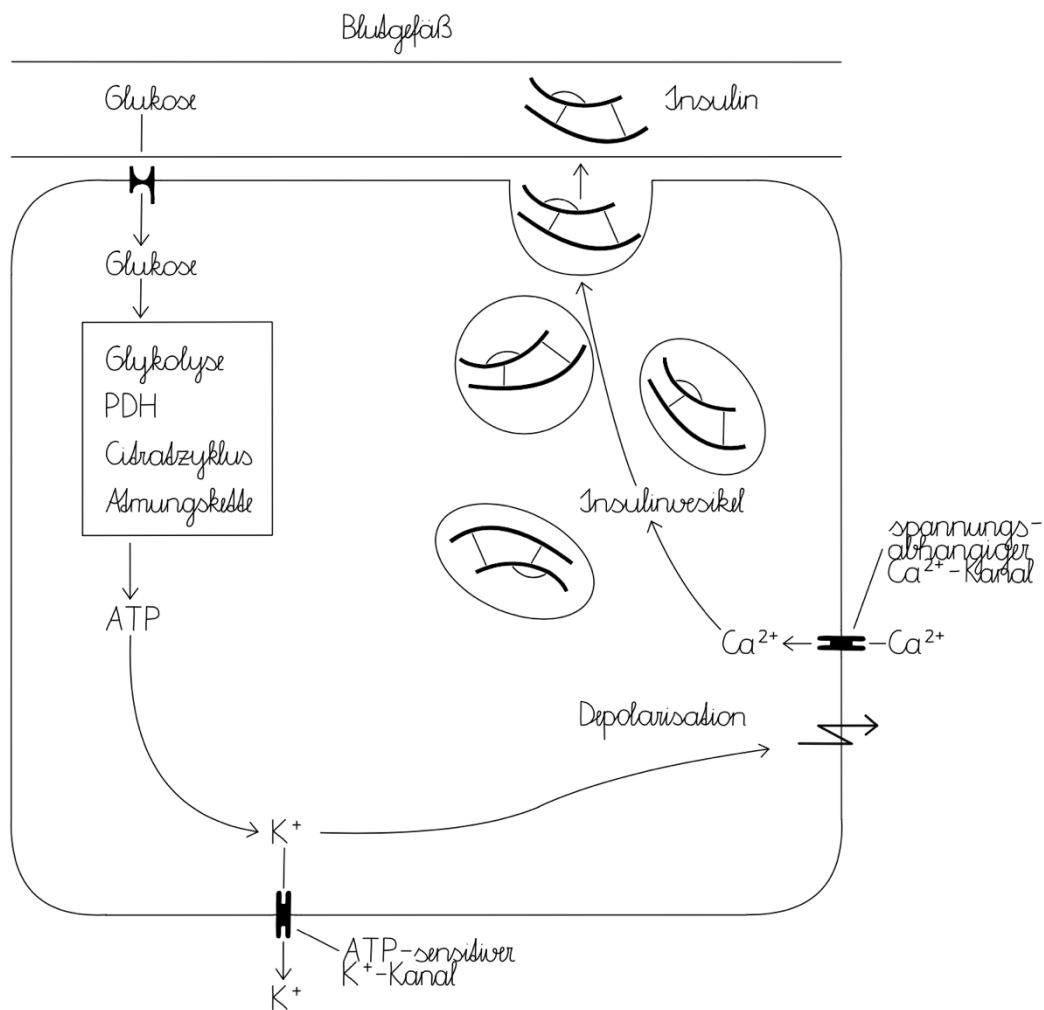 Blutgefäß
Glukose
Insulin
Glukose
Glykolyse
PDH
Citratzyklus
Atmungskette
ATP
Insulinvesikel
spannungs-
abhängiger
Ca²⁺-Kanal
Ca²⁺
Ca²⁺
Depolarisation
K⁺
ATP-sensitiver
K⁺-Kanal
K⁺